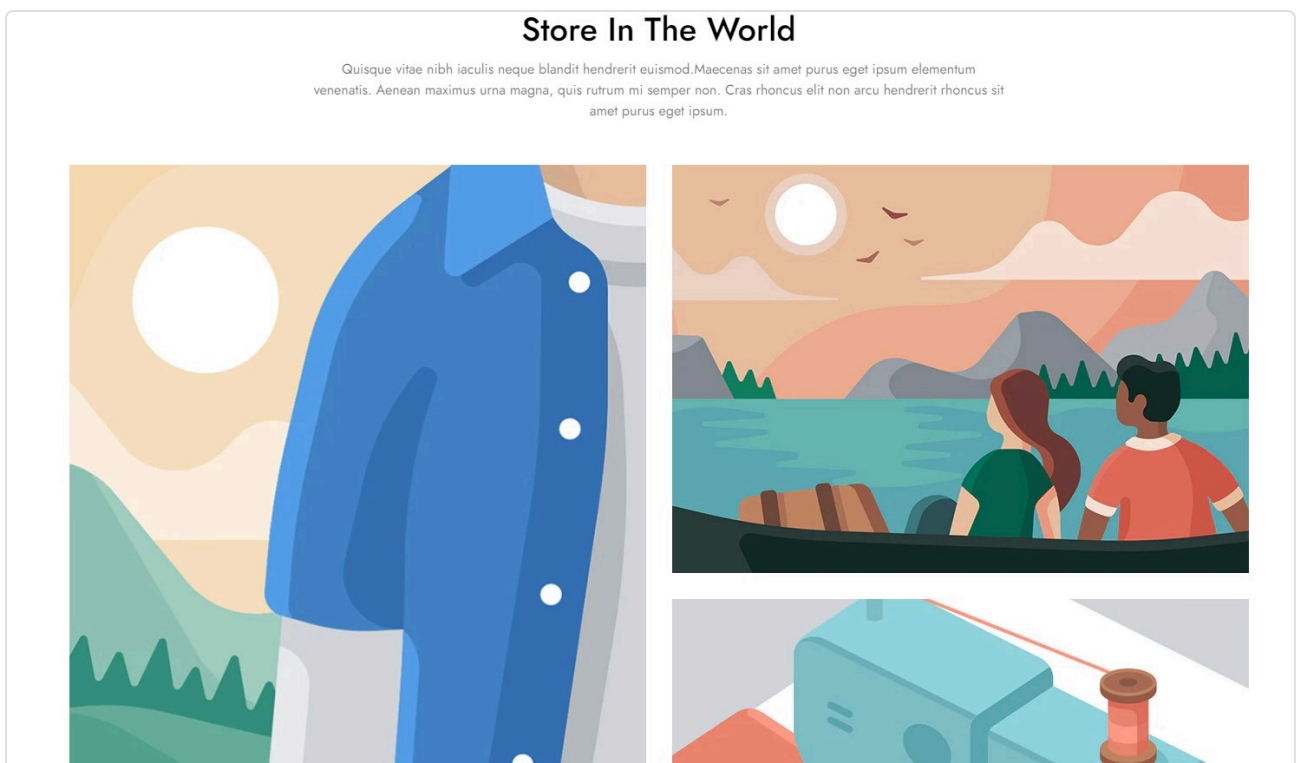 Store In The World
Quisque vitae nibh iaculis neque blandit hendrerit euismod.Maecenas sit amet purus eget ipsum elementum
venenatis. Aenean maximus urna magna, quis rutrum mi semper non. Cras rhoncus elit non arcu hendrerit rhoncus sit
amet purus eget ipsum.